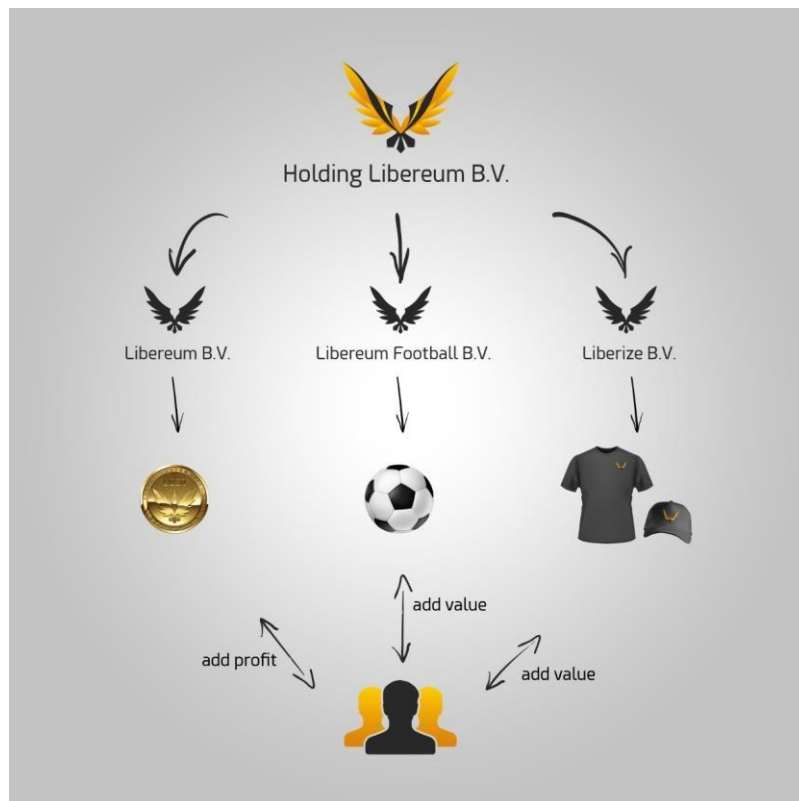 Holding Libereum B.V.
Libereum B.V.
Libereum Football B.V.
Liberize B.V.
add value
add profit
add value